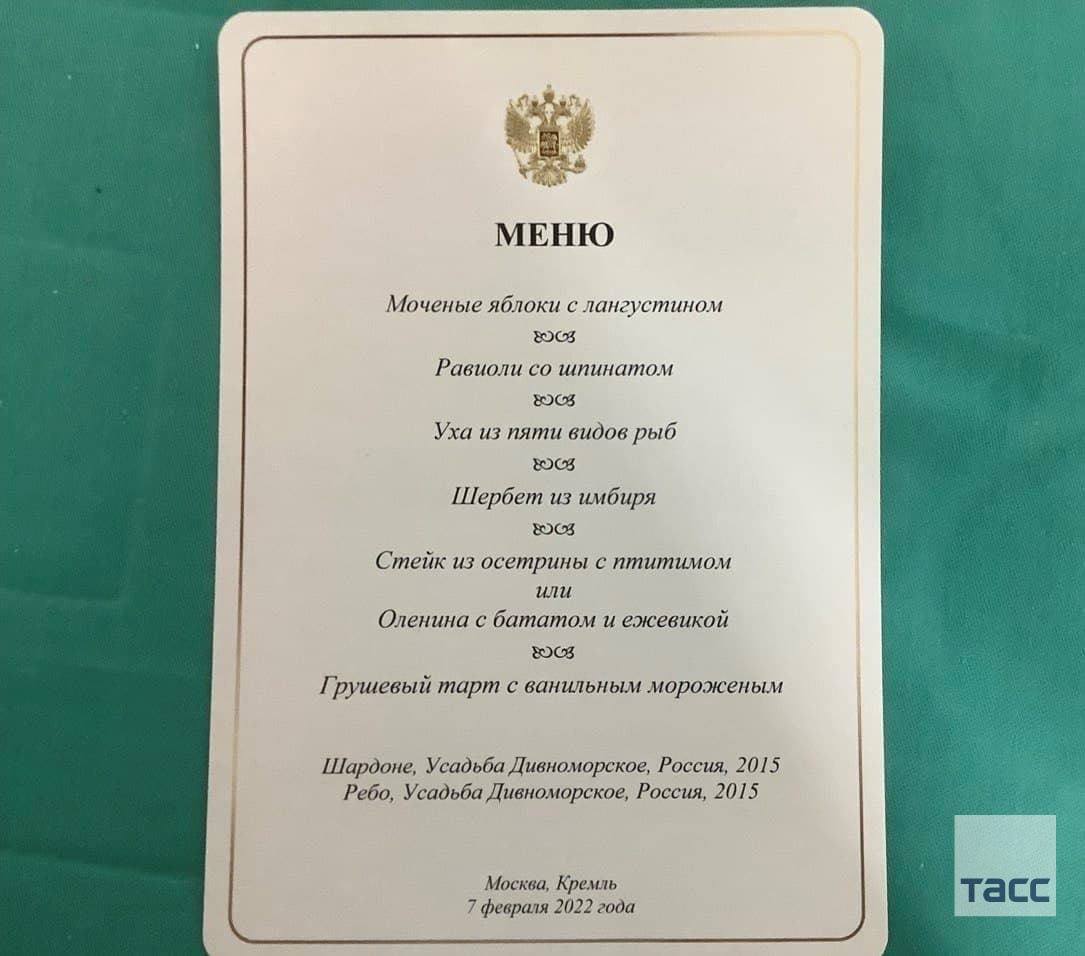 МЕНЮ
Моченые яблоки с лангустином
Равиоли со шпинатом
Уха из пяти видов рыб
Шербет из имбиря
Стейк из осетрины с птитимом
или
Оленина с бататом и ежевикой
Грушевый тарт с ванильным мороженым
Шардоне, Усадьба Дивноморское, Россия, 2015
Ребо, Усадьба Дивноморское, Россия, 2015
Москва, Кремль
7 февраля 2022 года
ТАСС